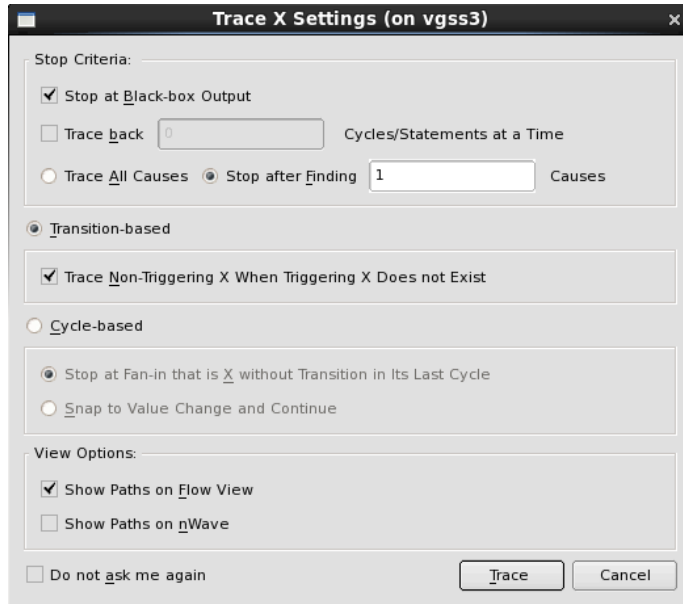 Trace X Settings (on vgss3)
Stop Criteria:
Stop at Black-box Output
Trace back 0 Cycles/Statements at a Time
Trace All Causes Stop after Finding 1 Causes
Transition-based
Trace Non-Triggering X When Triggering X Does not Exist
Cycle-based
Stop at Fan-in that is X without Transition in Its Last Cycle
Snap to Value Change and Continue
View Options:
Show Paths on Flow View
Show Paths on nWave
Do not ask me again Trace Cancel